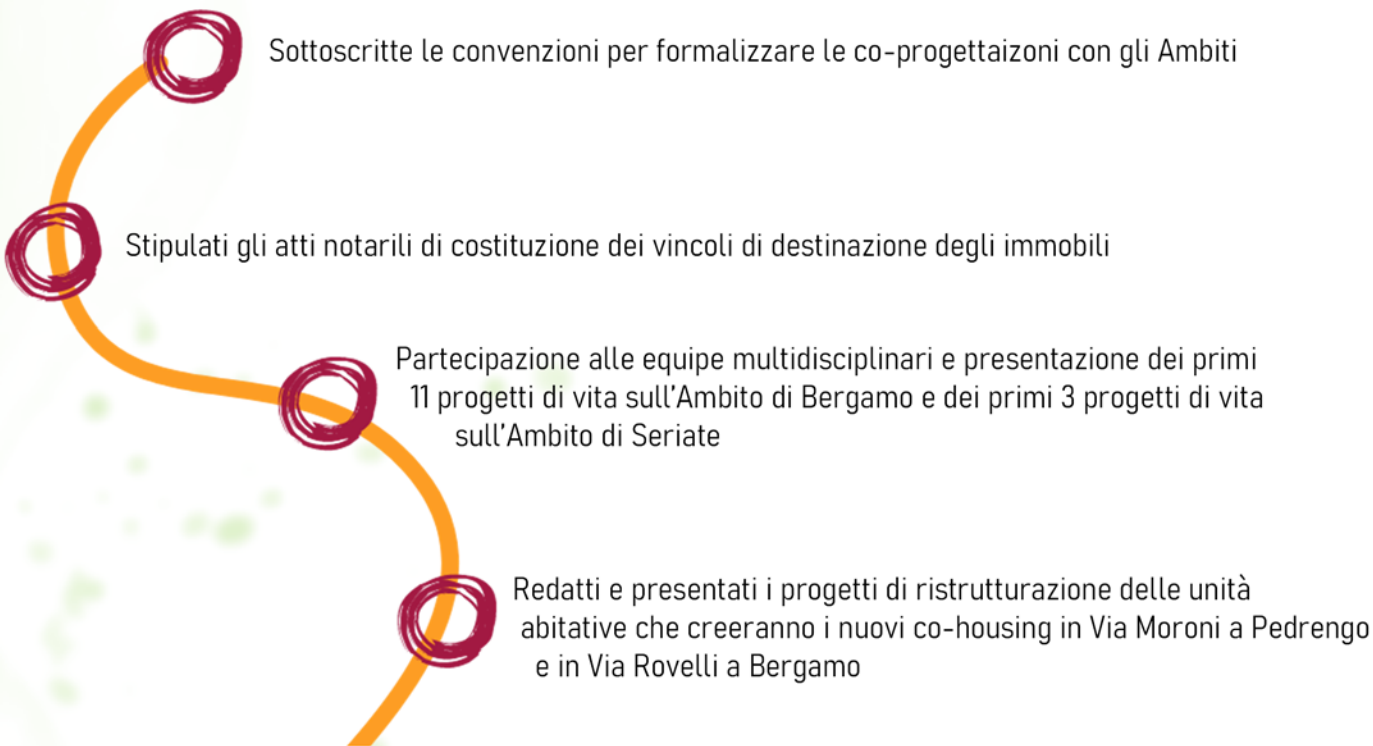 Sottoscritte le convenzioni per formalizzare le co-progettaizoni con gli Ambiti
Stipulati gli atti notarili di costituzione dei vincoli di destinazione degli immobili
Partecipazione alle equipe multidisciplinari e presentazione dei primi
11 progetti di vita sull'Ambito di Bergamo e dei primi 3 progetti di vita
sull'Ambito di Seriate
Redatti e presentati i progetti di ristrutturazione delle unità
abitative che creeranno i nuovi co-housing in Via Moroni a Pedrengo
e in Via Rovelli a Bergamo